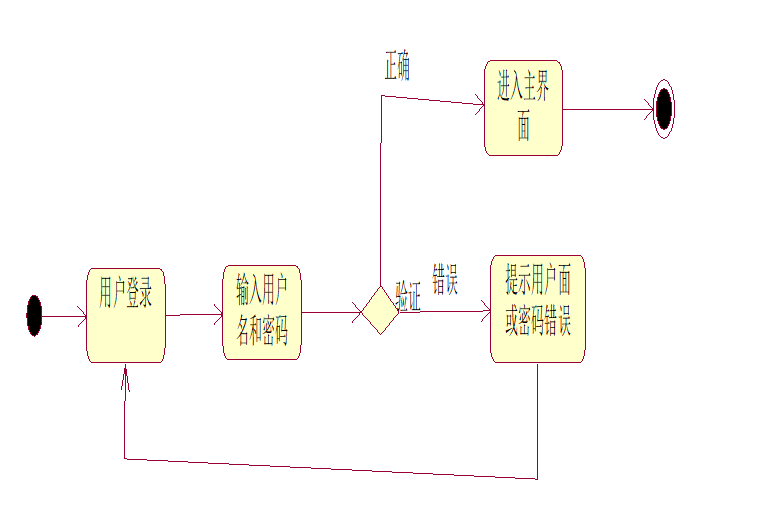 正确
进入主界
面
用户登录
输入用户
名和密码
验证
错误
提示用户面
或密码错误